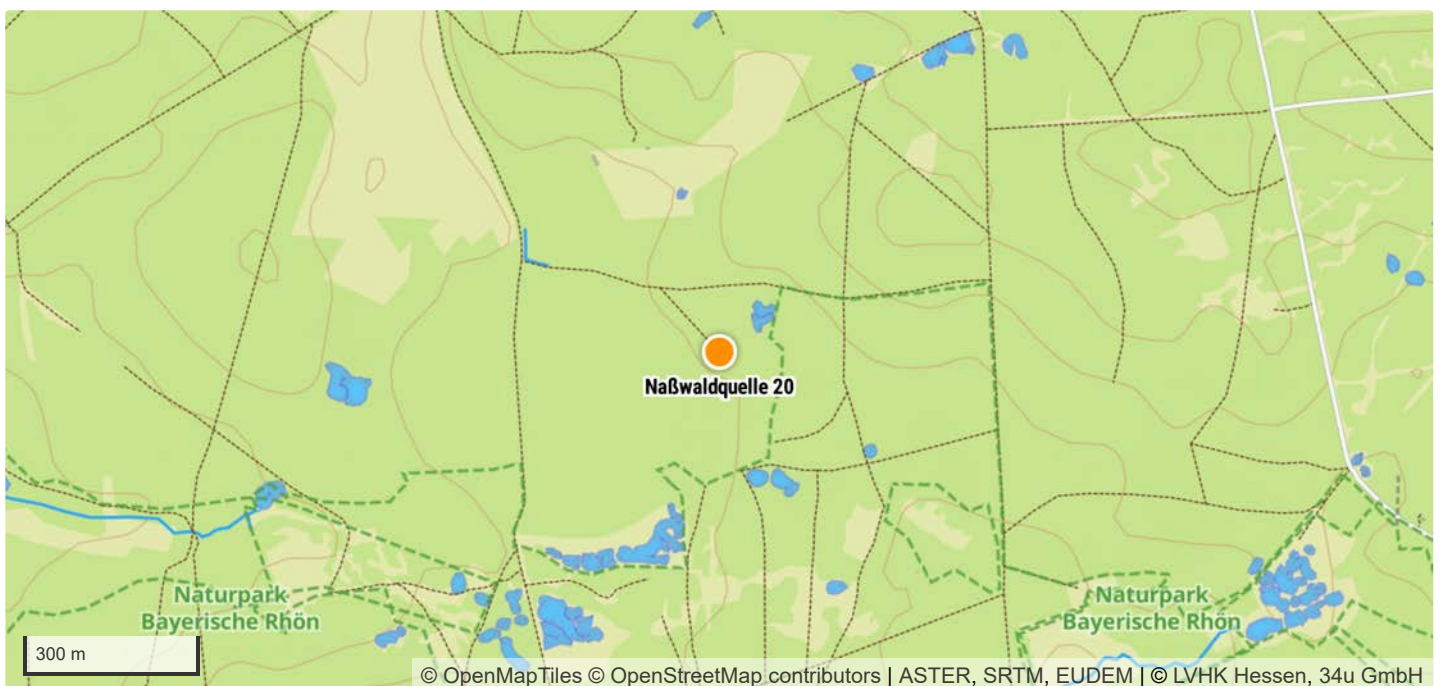 Naßwaldquelle 20
Naturpark
Bayerische Rhön
Naturpark
Bayerische Rhön
300 m
© OpenMapTiles © OpenStreetMap contributors | ASTER, SRTM, EUDEM | © LVHK Hessen, 34u GmbH